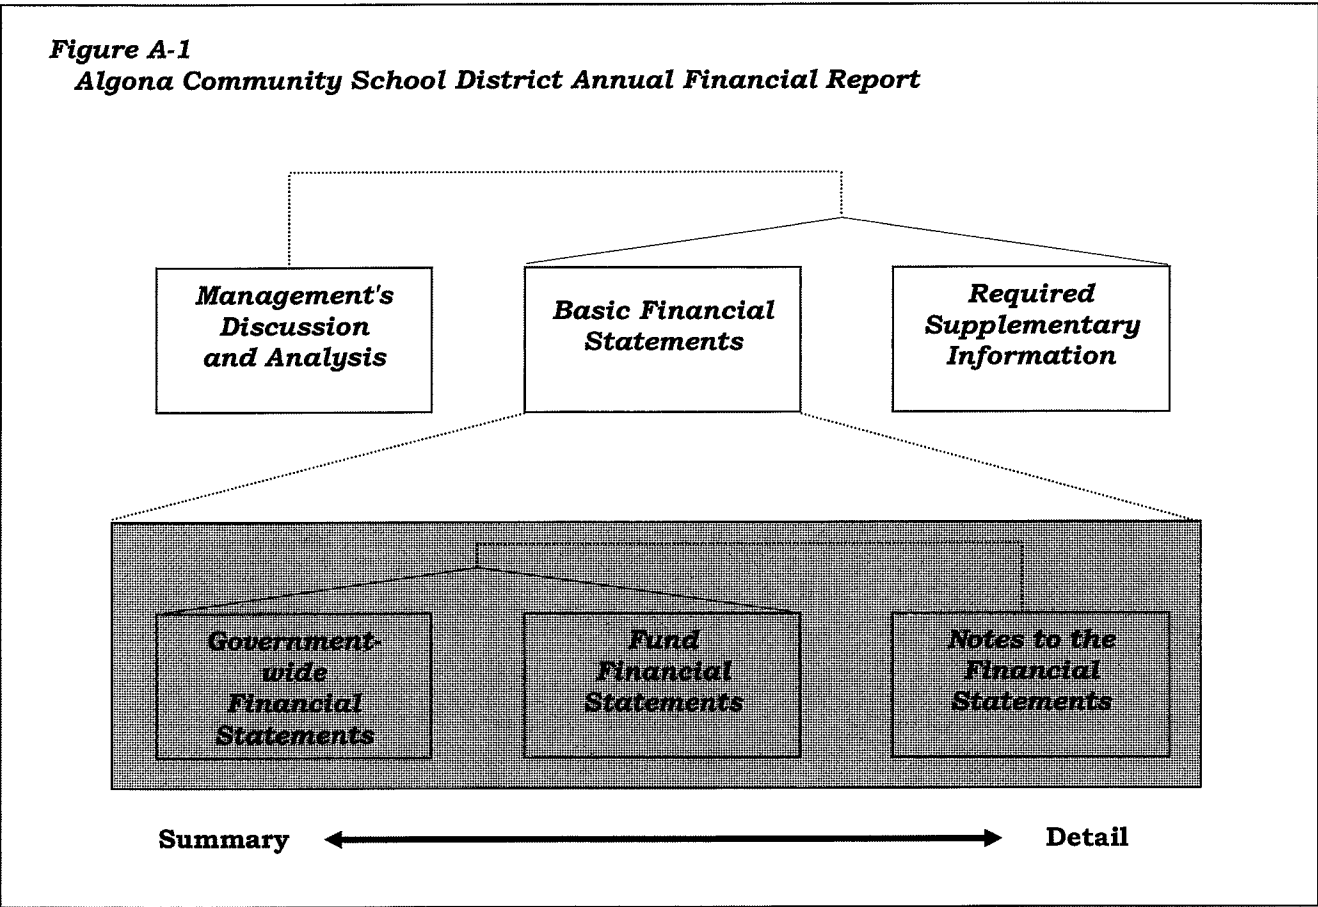 Figure A-1
Algona Community School District Annual Financial Report
Management's
Discussion
and Analysis
Basic Financial
Statements
Required
Supplementary
Information
Government-
wide
Financial
Statements
Fund
Financial
Statements
Notes to the
Financial
Statements
Summary
Detail